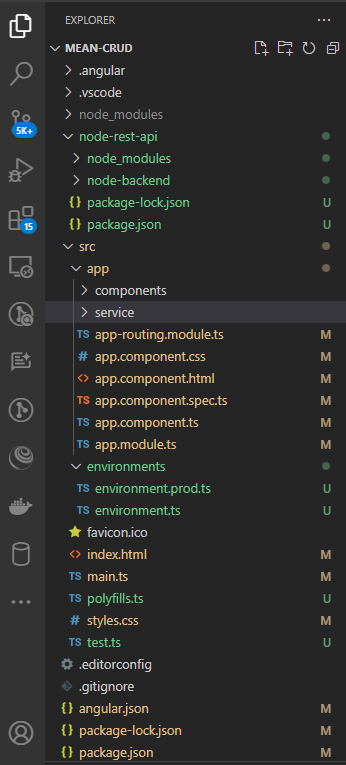 EXPLORER
MEAN-CRUD
.angular
.vscode
node_modules
5K+
node-rest-api
node_modules
node-backend
15
package-lock.json U
package.json U
src
app
components
service
TS app-routing.module.ts M
# app.component.css M
<> app.component.html M
TS app.component.spec.ts M
TS app.component.ts M
TS app.module.ts M
environments
TS environment.prod.ts U
TS environment.ts U
favicon.ico
<> index.html M
TS main.ts M
TS polyfills.ts U
# styles.css M
TS test.ts U
.editorconfig
.gitignore
{} angular.json M
{} package-lock.json M
{} package.json M